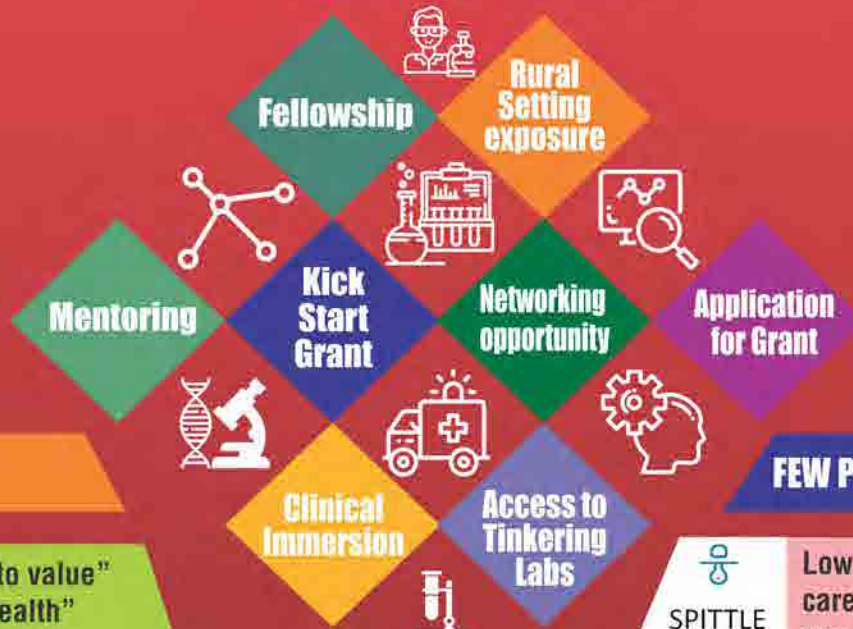 Fellowship
Rural
Setting
exposure
Mentoring
Kick
Start
Grant
Networking
opportunity
Application
for Grant
Clinical
Immersion
Access to
Tinkering
Labs
FEW P
to value”
ealth”
SPITTLE
Low
care